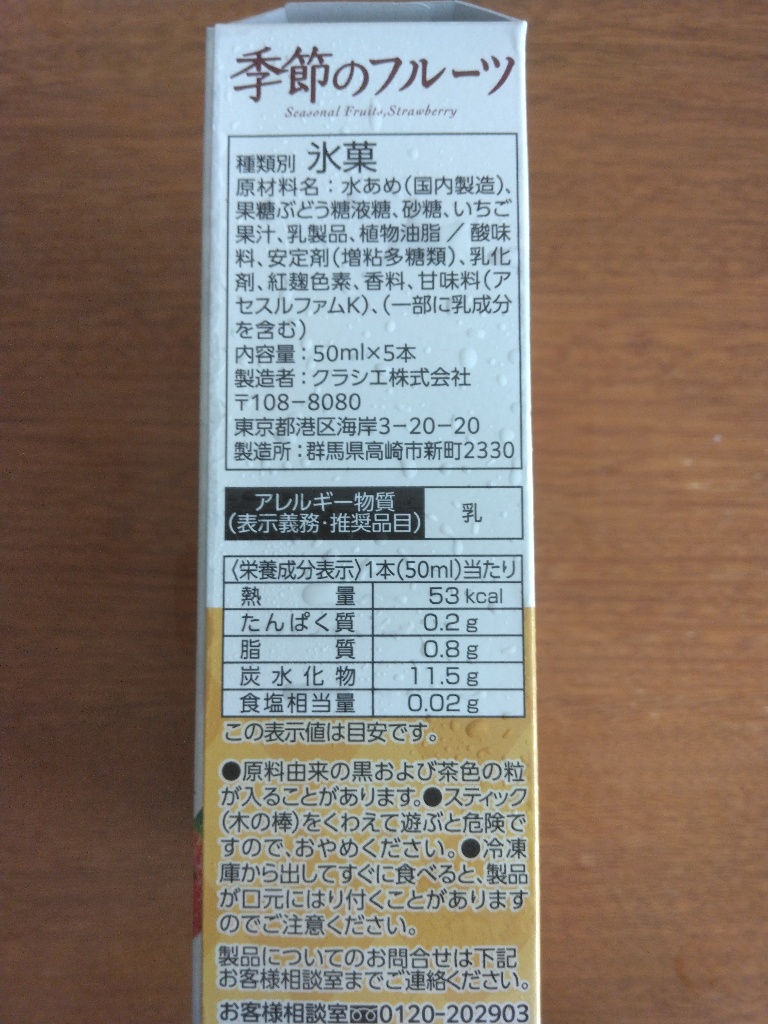 季節のフルーツ
Seasonal Fruits,Strawberry
種類別 氷菓
原材料名：水あめ(国内製造)、
果糖ぶどう糖液糖、砂糖、いちご
果汁、乳製品、植物油脂／酸味
料、安定剤(増粘多糖類)、乳化
剤、紅麹色素、香料、甘味料(ア
セスルファムK)、(一部に乳成分
を含む)
内容量：50ml×5本
製造者：クラシエ株式会社
〒108-8080
東京都港区海岸3-20-20
製造所：群馬県高崎市新町2330
アレルギー物質
(表示義務・推奨品目)
乳
〈栄養成分表示〉1本(50ml)当たり
熱量 53kcal
たんぱく質 0.2g
脂質 0.8g
炭水化物 11.5g
食塩相当量 0.02g
この表示値は目安です。
●原料由来の黒および茶色の粒
が入ることがあります。●スティック
(木の棒)をくわえて遊ぶと危険で
すので、おやめください。●冷凍
庫から出してすぐに食べると、製品
が口元にはり付くことがあります
のでご注意ください。
製品についてのお問合せは下記
お客様相談室までご連絡ください。
お客様相談室 0120-202903